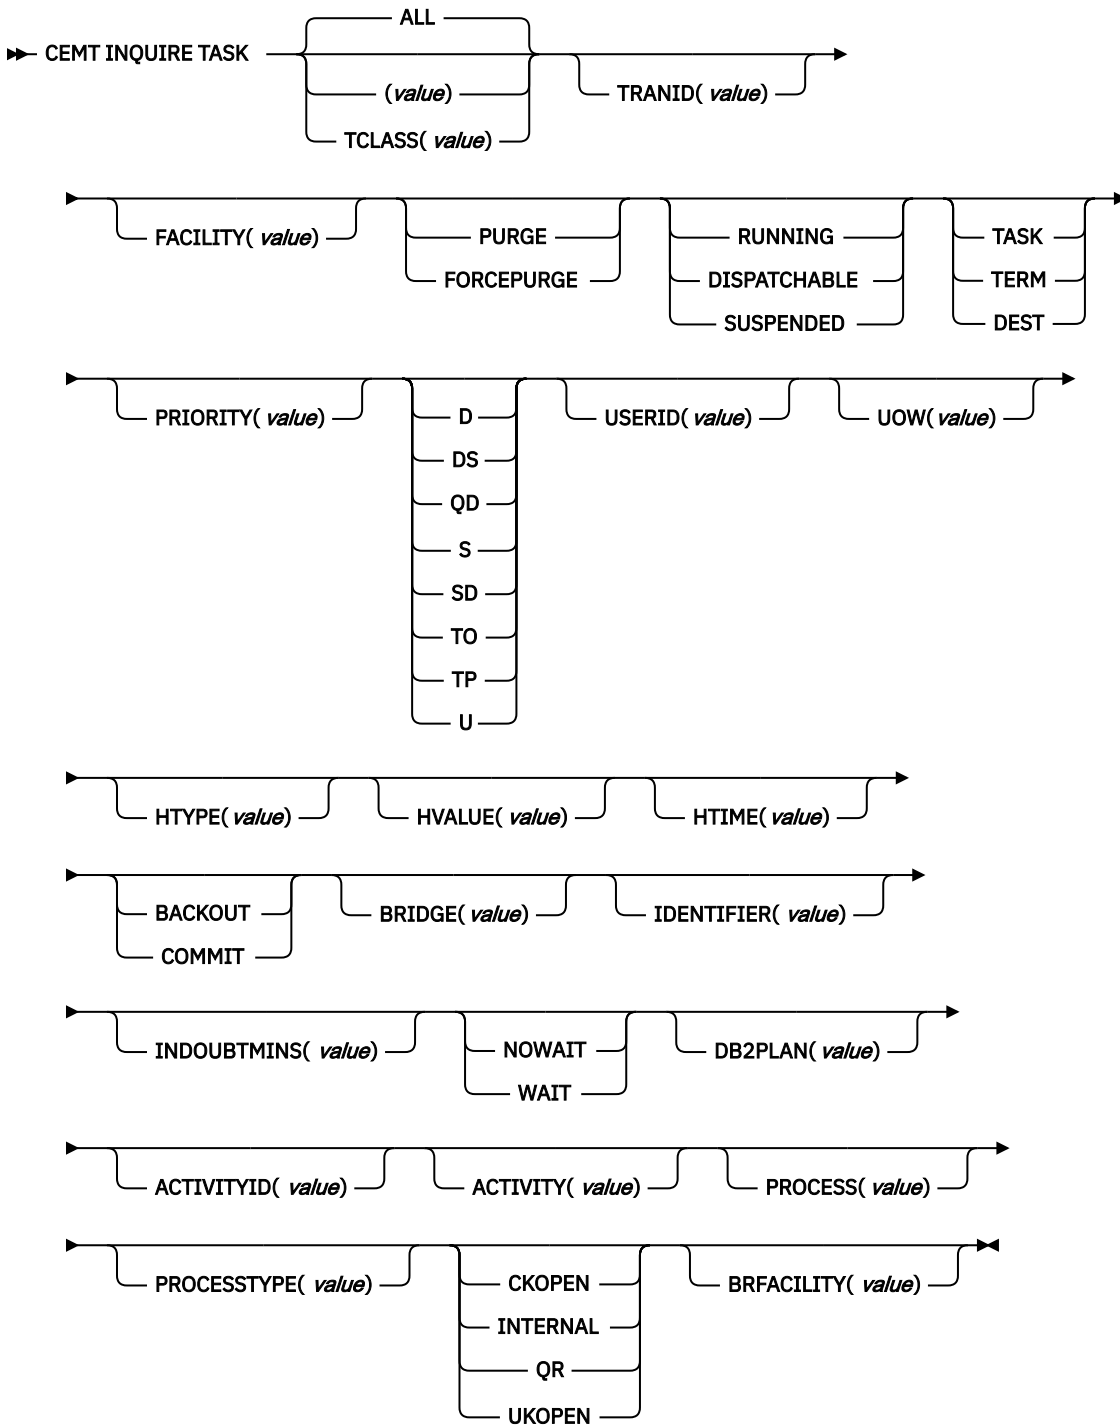 ALL
CEMT INQUIRE TASK
(value)
TRANID( value)
TCLASS( value)
FACILITY( value)
PURGE
RUNNING
TASK
FORCEPURGE
DISPATCHABLE
TERM
SUSPENDED
DEST
PRIORITY( value)
D
USERID(value)
UOW(value)
DS
QD
S
SD
TO
TP
U
HTYPE(value)
HVALUE( value)
HTIME( value)
BACKOUT
BRIDGE(value)
IDENTIFIER( value)
COMMIT
INDOUBTMINS( value)
NOWAIT
DB2PLAN( value)
WAIT
ACTIVITYID( value)
ACTIVITY( value)
PROCESS( value)
PROCESSTYPE( value)
CKOPEN
BRFACILITY( value)
INTERNAL
QR
UKOPEN